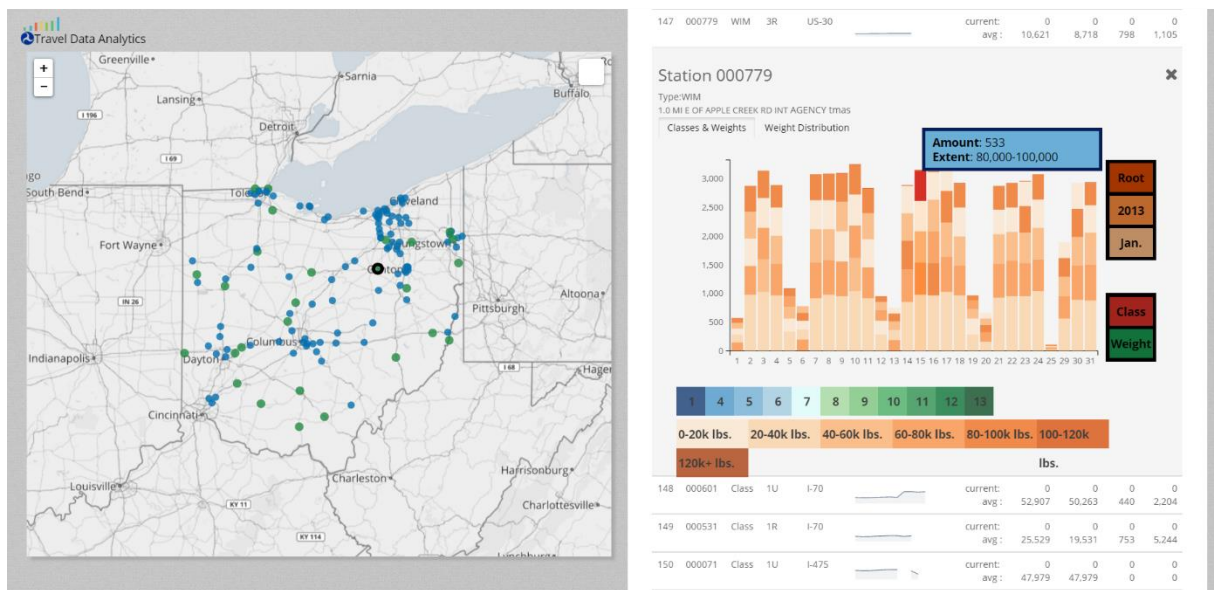 Travel Data Analytics
+
−
Greenville
Sarnia
Lansing
Buffalo
I 196
Detroit
I 69
South Bend
Cleveland
Fort Wayne
Youngstown
Canton
IN 26
Altoona
Pittsburgh
Columbus
Indianapolis
Dayton
I 68
Cincinnati
Harrisonburg
Charleston
Louisville
KY 11
Charlottesville
KY 114
Lynchburg
147 000779 WIM 3R US-30 current: 0 0 0 0
avg : 10,621 8,718 798 1,105
Station 000779
✖
Type:WIM
1.0 MI E OF APPLE CREEK RD INT AGENCY tmas
Classes & Weights Weight Distribution
Amount: 533
Extent: 80,000-100,000
Root
2013
Jan.
Class
Weight
3,000
2,500
2,000
1,500
1,000
500
0
1 2 3 4 5 6 7 8 9 10 11 12 13 14 15 16 17 18 19 20 21 22 23 24 25 29 30 31
1 4 5 6 7 8 9 10 11 12 13
0-20k lbs. 20-40k lbs. 40-60k lbs. 60-80k lbs. 80-100k lbs. 100-120k
120k+ lbs. lbs.
148 000601 Class 1U I-70 current: 0 0 0 0
avg : 52,907 50,263 440 2,204
149 000531 Class 1R I-70 current: 0 0 0 0
avg : 25,529 19,531 753 5,244
150 000071 Class 1U I-475 current: 0 0 0 0
avg : 47,979 47,979 0 0